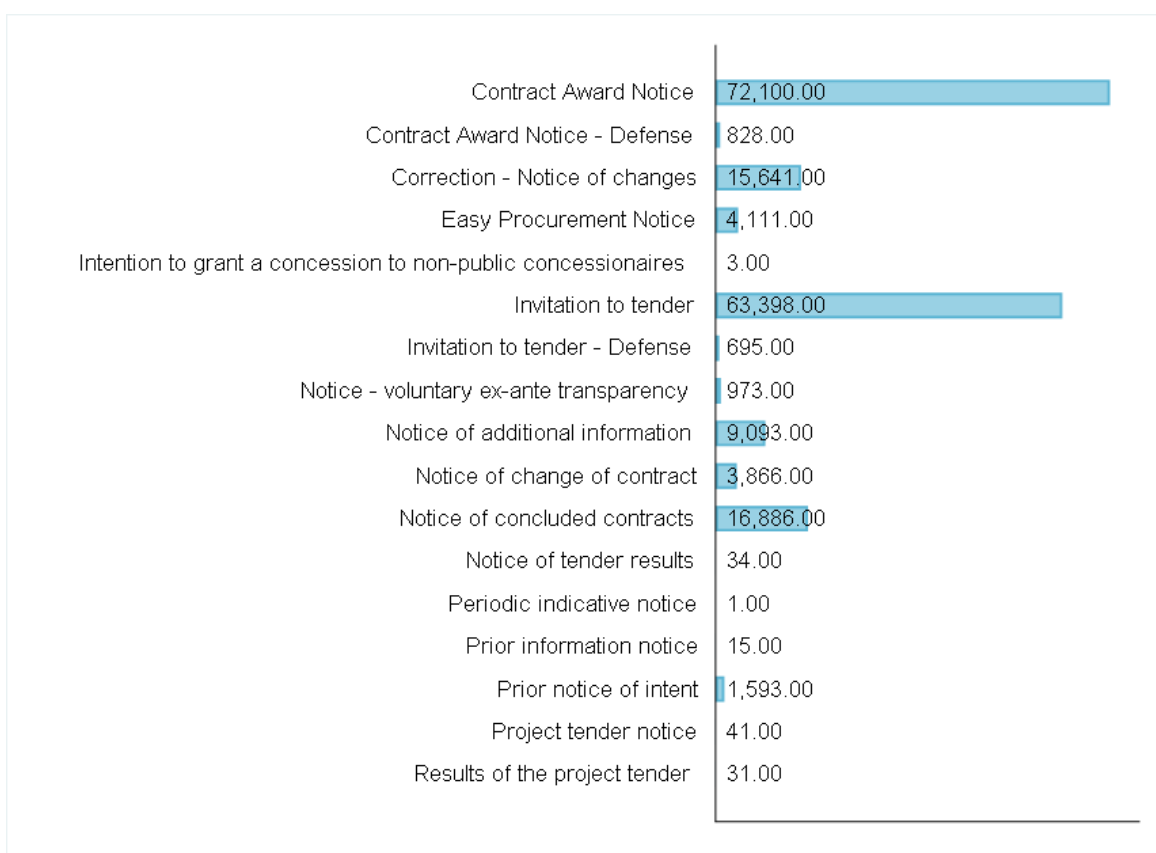 Contract Award Notice 72,100.00
Contract Award Notice - Defense 828.00
Correction - Notice of changes 15,641.00
Easy Procurement Notice 4,111.00
Intention to grant a concession to non-public concessionaires 3.00
Invitation to tender 63,398.00
Invitation to tender - Defense 695.00
Notice - voluntary ex-ante transparency 973.00
Notice of additional information 9,093.00
Notice of change of contract 3,866.00
Notice of concluded contracts 16,886.00
Notice of tender results 34.00
Periodic indicative notice 1.00
Prior information notice 15.00
Prior notice of intent 1,593.00
Project tender notice 41.00
Results of the project tender 31.00